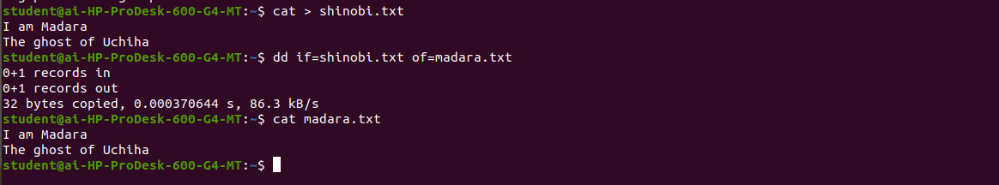 student@ai-HP-ProDesk-600-G4-MT:~$ cat > shinobi.txt
I am Madara
The ghost of Uchiha
student@ai-HP-ProDesk-600-G4-MT:~$ dd if=shinobi.txt of=madara.txt
0+1 records in
0+1 records out
32 bytes copied, 0.000370644 s, 86.3 kB/s
student@ai-HP-ProDesk-600-G4-MT:~$ cat madara.txt
I am Madara
The ghost of Uchiha
student@ai-HP-ProDesk-600-G4-MT:~$